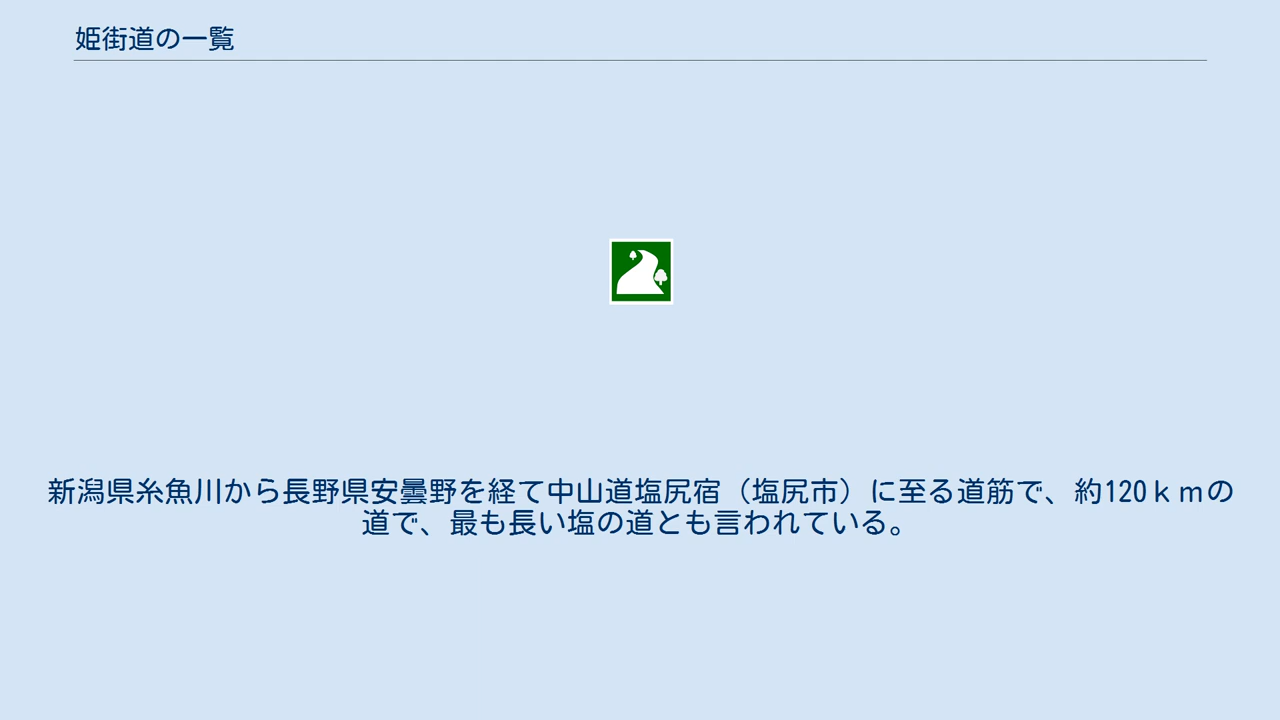 姫街道の一覧
新潟県糸魚川から長野県安曇野を経て中山道塩尻宿（塩尻市）に至る道筋で、約120ｋｍの
道で、最も長い塩の道とも言われている。